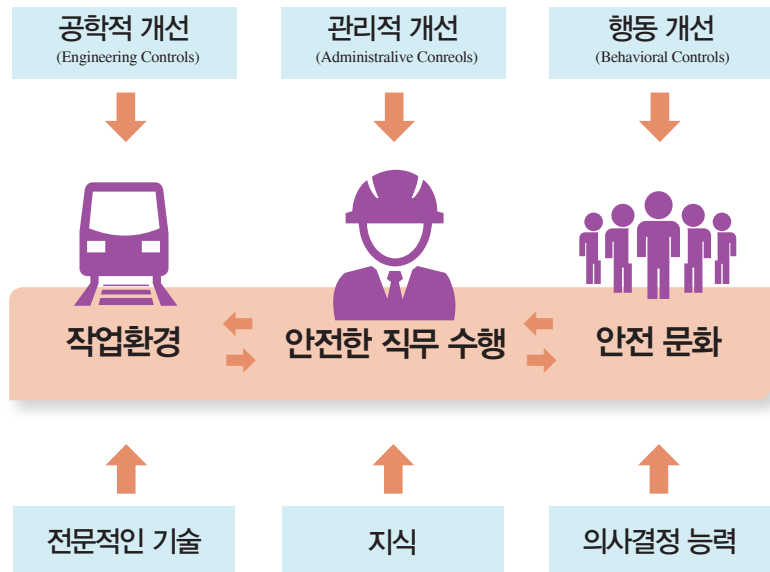 공학적 개선
(Engineering Controls)
관리적 개선
(Administralive Conreols)
행동 개선
(Behavioral Controls)
작업환경
안전한 직무 수행
안전 문화
전문적인 기술
지식
의사결정 능력